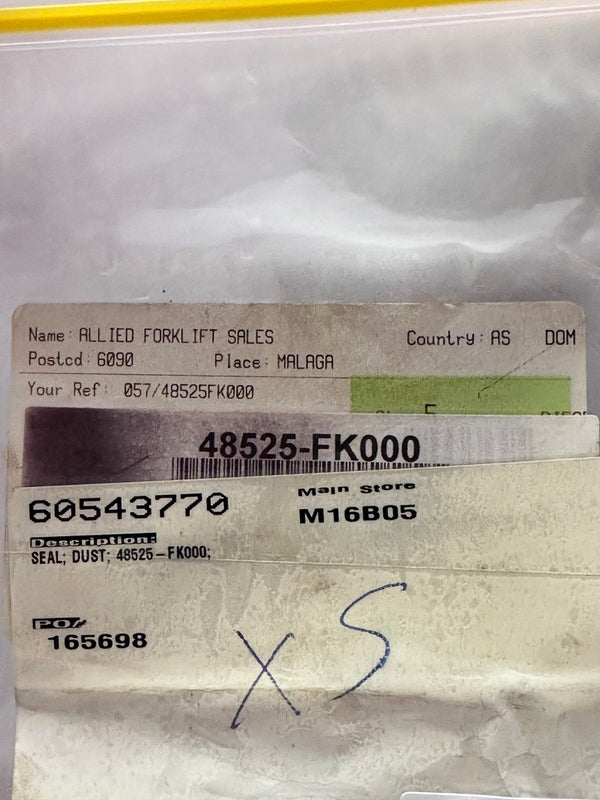 Name: ALLIED FORKLIFT SALES Country: AS DOM
Postcd: 6090 Place: MALAGA
Your Ref: 057/48525FK000
48525-FK000
60543770 Main Store
M16B05
Description:
SEAL; DUST; 48525-FK000;
PO#
165698
XS